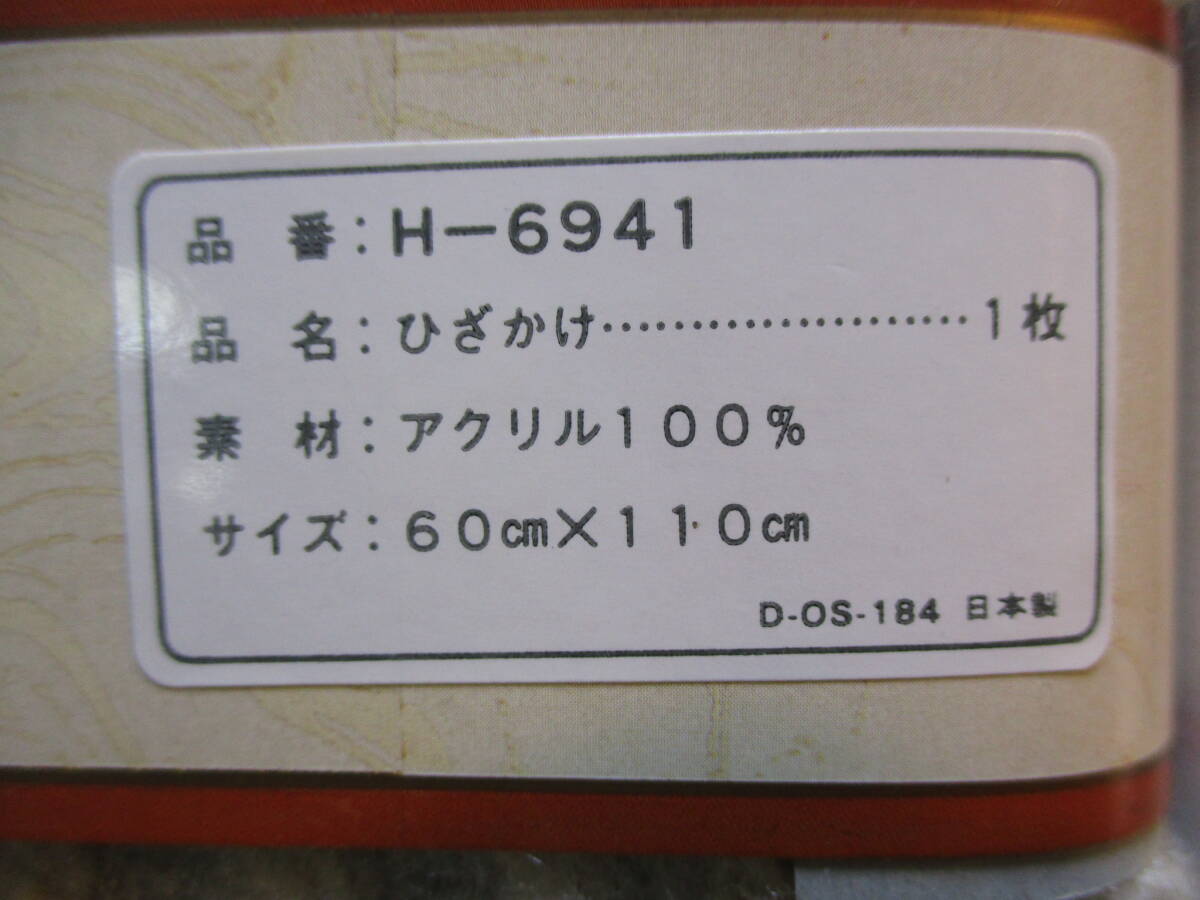 品　番：H－6941
品　名：ひざかけ…………………1枚
素　材：アクリル100％
サイズ：60㎝×110㎝
D-OS-184 日本製